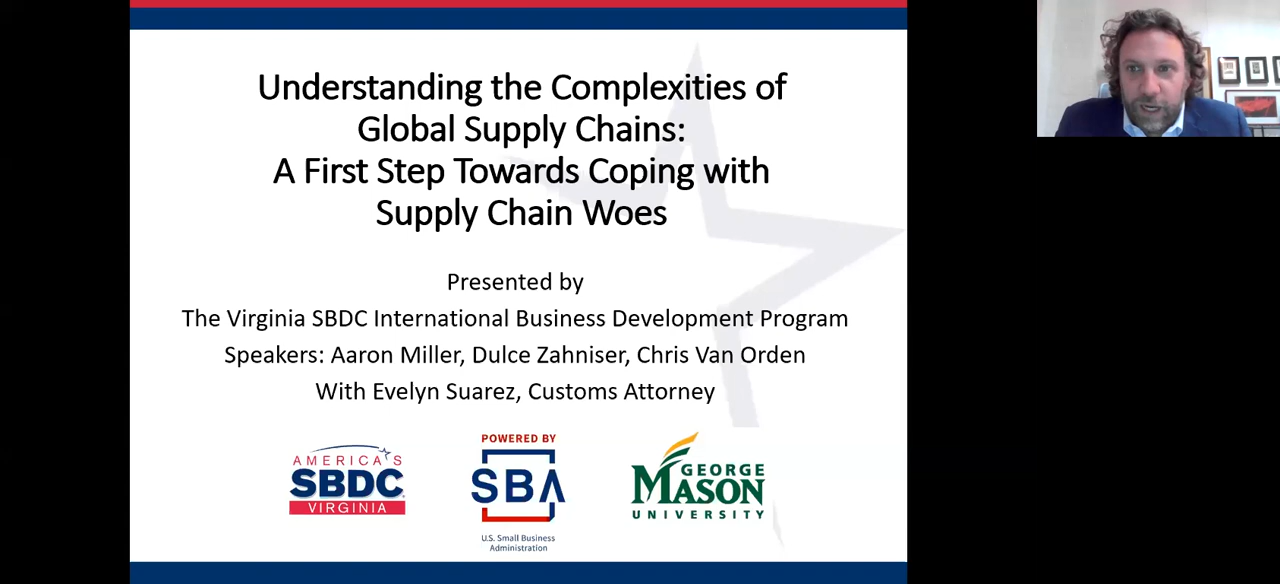 Understanding the Complexities of
Global Supply Chains:
A First Step Towards Coping with
Supply Chain Woes
Presented by
The Virginia SBDC International Business Development Program
Speakers: Aaron Miller, Dulce Zahniser, Chris Van Orden
With Evelyn Suarez, Customs Attorney
AMERICA'S
SBDC
VIRGINIA
POWERED BY
SBA
U.S. Small Business
Administration
GEORGE
MASON
UNIVERSITY